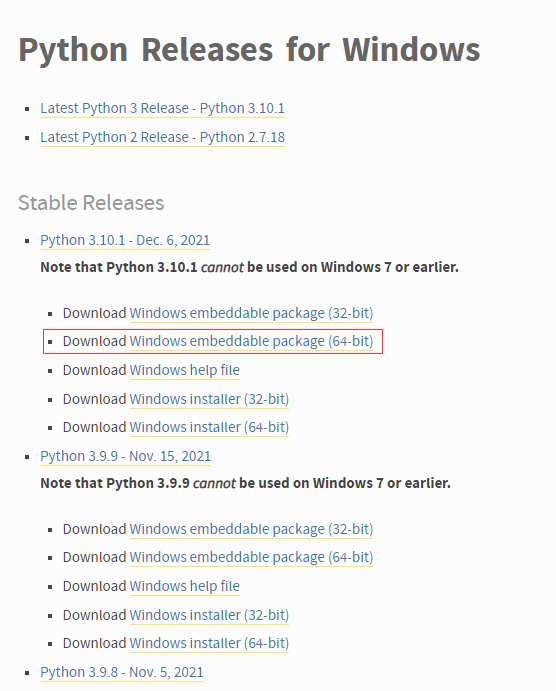 Python Releases for Windows
Latest Python 3 Release - Python 3.10.1
Latest Python 2 Release - Python 2.7.18
Stable Releases
Python 3.10.1 - Dec. 6, 2021
Note that Python 3.10.1 cannot be used on Windows 7 or earlier.
Download Windows embeddable package (32-bit)
Download Windows embeddable package (64-bit)
Download Windows help file
Download Windows installer (32-bit)
Download Windows installer (64-bit)
Python 3.9.9 - Nov. 15, 2021
Note that Python 3.9.9 cannot be used on Windows 7 or earlier.
Download Windows embeddable package (32-bit)
Download Windows embeddable package (64-bit)
Download Windows help file
Download Windows installer (32-bit)
Download Windows installer (64-bit)
Python 3.9.8 - Nov. 5, 2021